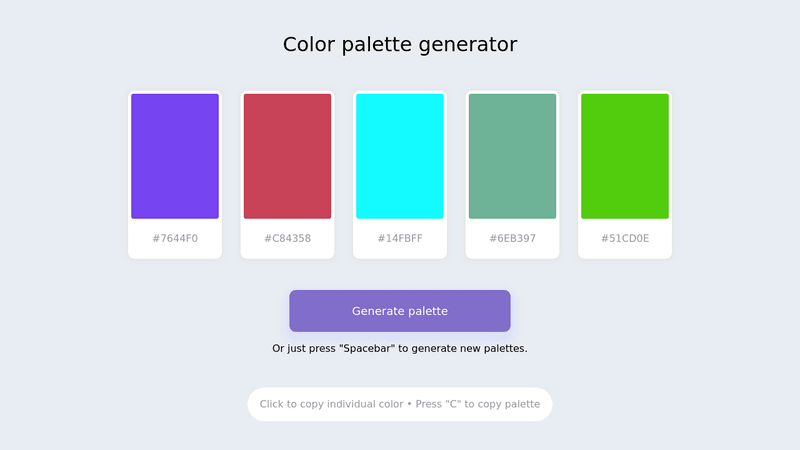 Color palette generator
#7644F0
#C84358
#14FBFF
#6EB397
#51CD0E
Generate palette
Or just press "Spacebar" to generate new palettes.
Click to copy individual color • Press "C" to copy palette